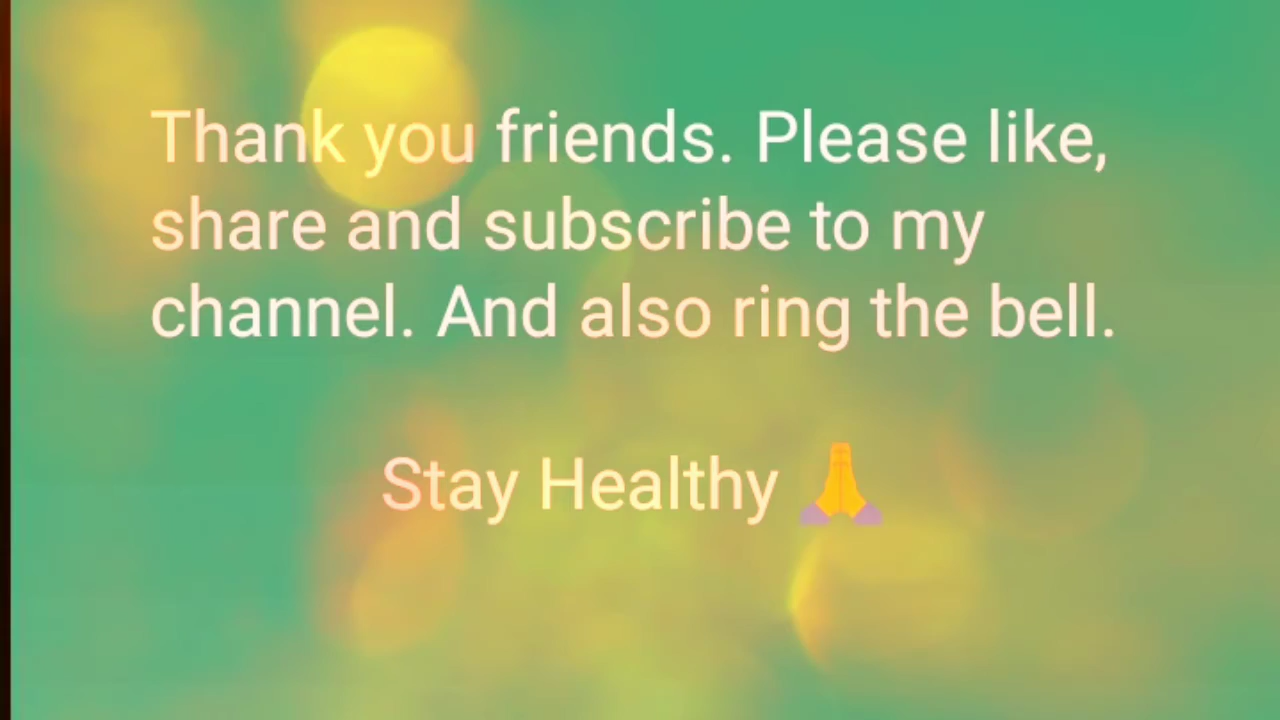 Thank you friends. Please like,
share and subscribe to my
channel. And also ring the bell.
Stay Healthy 🙏